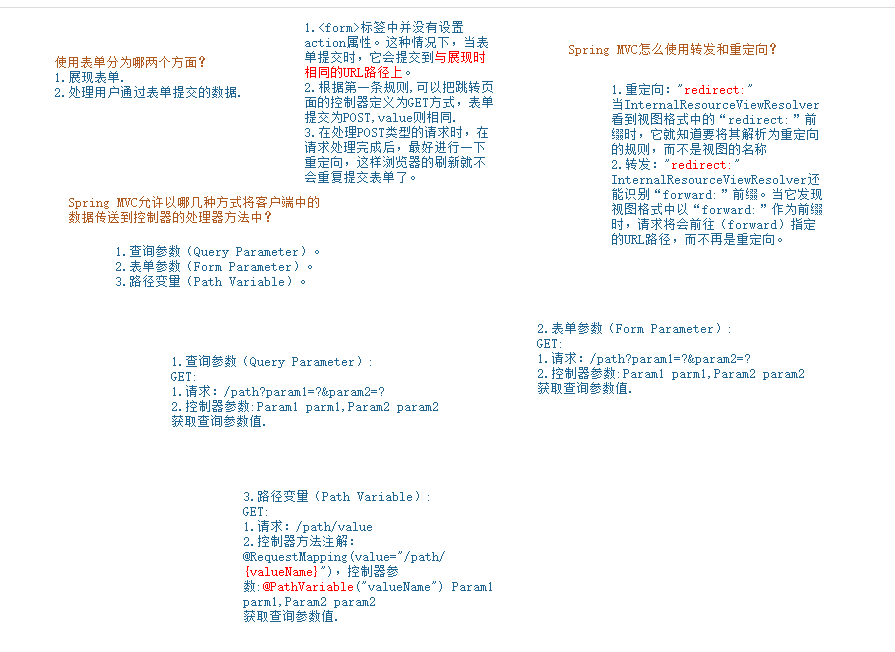 使用表单分为哪两个方面？
1.展现表单.
2.处理用户通过表单提交的数据.
1.<form>标签中并没有设置
action属性。这种情况下，当表
单提交时，它会提交到与展现时
相同的URL路径上。
2.根据第一条规则,可以把跳转页
面的控制器定义为GET方式，表单
提交为POST,value则相同.
3.在处理POST类型的请求时，在
请求处理完成后，最好进行一下
重定向，这样浏览器的刷新就不
会重复提交表单了。
Spring MVC怎么使用转发和重定向？
1.重定向："redirect:"
当InternalResourceViewResolver
看到视图格式中的“redirect:”前
缀时，它就知道要将其解析为重定向
的规则，而不是视图的名称
2.转发："redirect:"
InternalResourceViewResolver还
能识别“forward:”前缀。当它发现
视图格式中以“forward:”作为前缀
时，请求将会前往（forward）指定
的URL路径，而不再是重定向。
Spring MVC允许以哪几种方式将客户端中的
数据传送到控制器的处理器方法中？
1.查询参数（Query Parameter）。
2.表单参数（Form Parameter）。
3.路径变量（Path Variable）。
1.查询参数（Query Parameter）:
GET:
1.请求：/path?param1=?&param2=?
2.控制器参数:Param1 parm1,Param2 param2
获取查询参数值.
2.表单参数（Form Parameter）:
GET:
1.请求：/path?param1=?&param2=?
2.控制器参数:Param1 parm1,Param2 param2
获取查询参数值.
3.路径变量（Path Variable）:
GET:
1.请求：/path/value
2.控制器方法注解：
@RequestMapping(value="/path/
{valueName}"），控制器参
数:@PathVariable("valueName") Param1
parm1,Param2 param2
获取查询参数值.